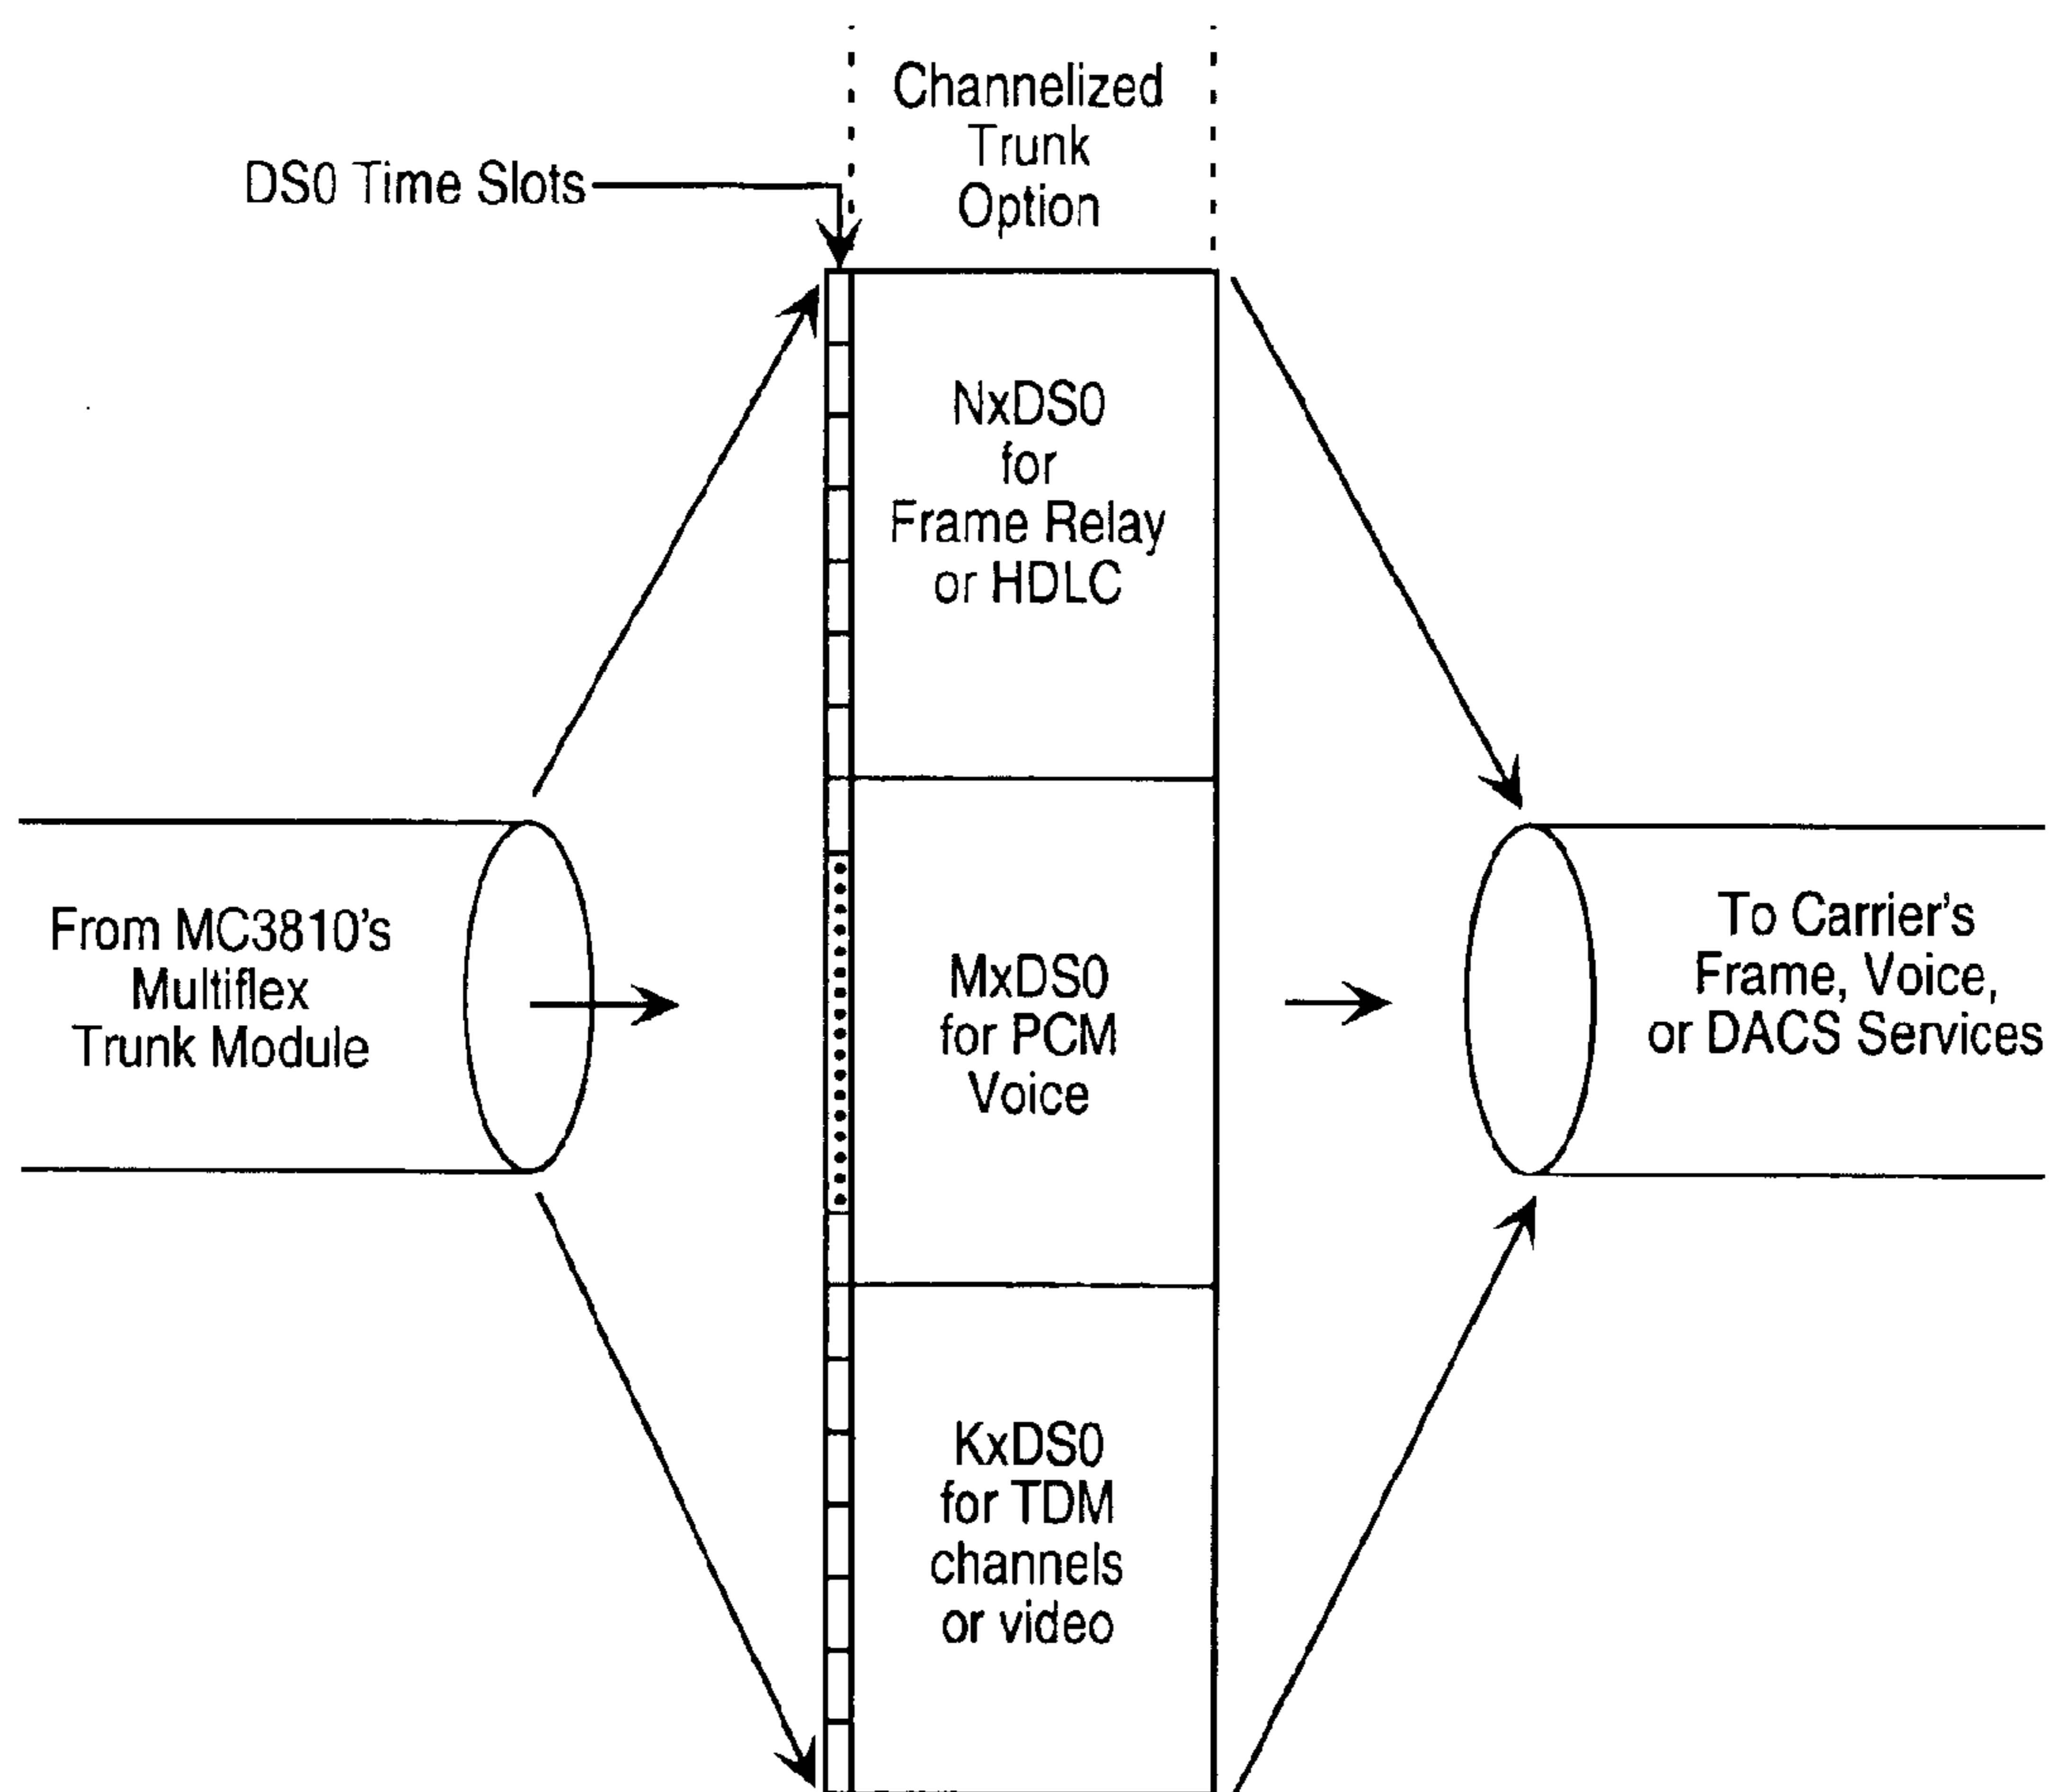 Channelized
Trunk
Option
DS0 Time Slots
NxDS0
for
Frame Relay
or HDLC
From MC3810's
Multiflex
Trunk Module
MxDS0
for PCM
Voice
To Carrier's
Frame, Voice,
or DACS Services
KxDS0
for TDM
channels
or video